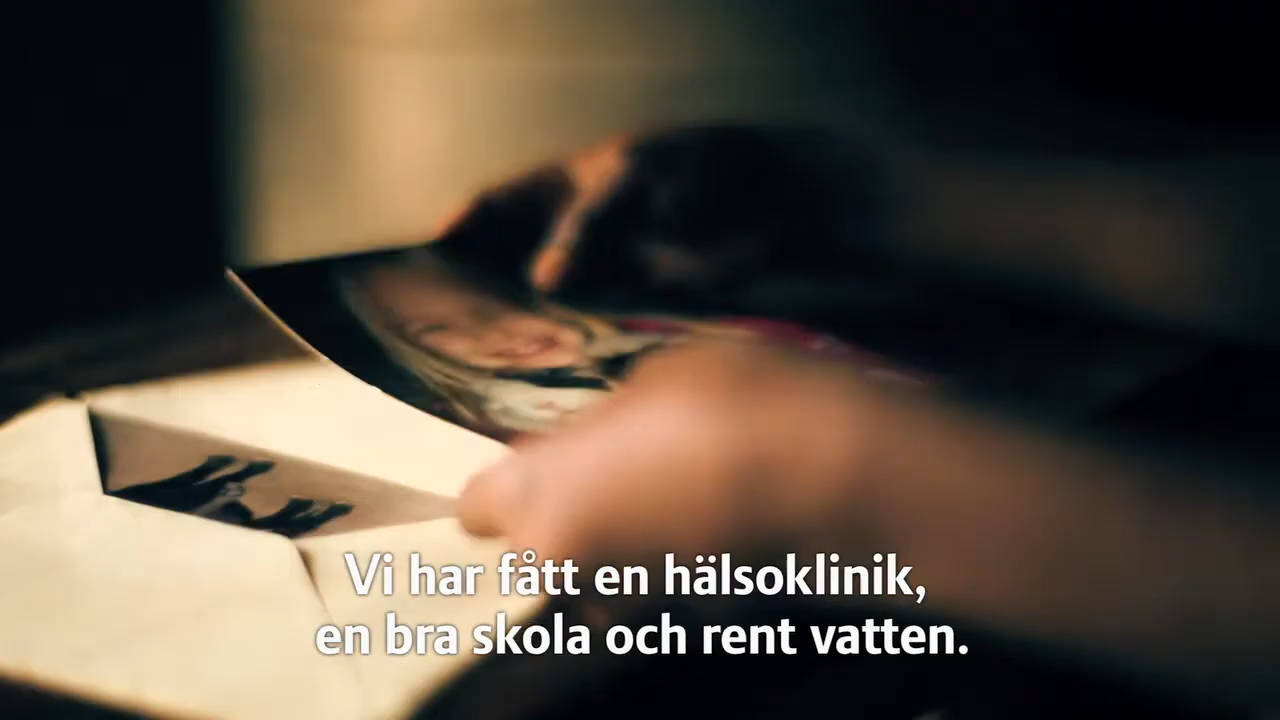 Vi har fått en hälsoklinik,
en bra skola och rent vatten.